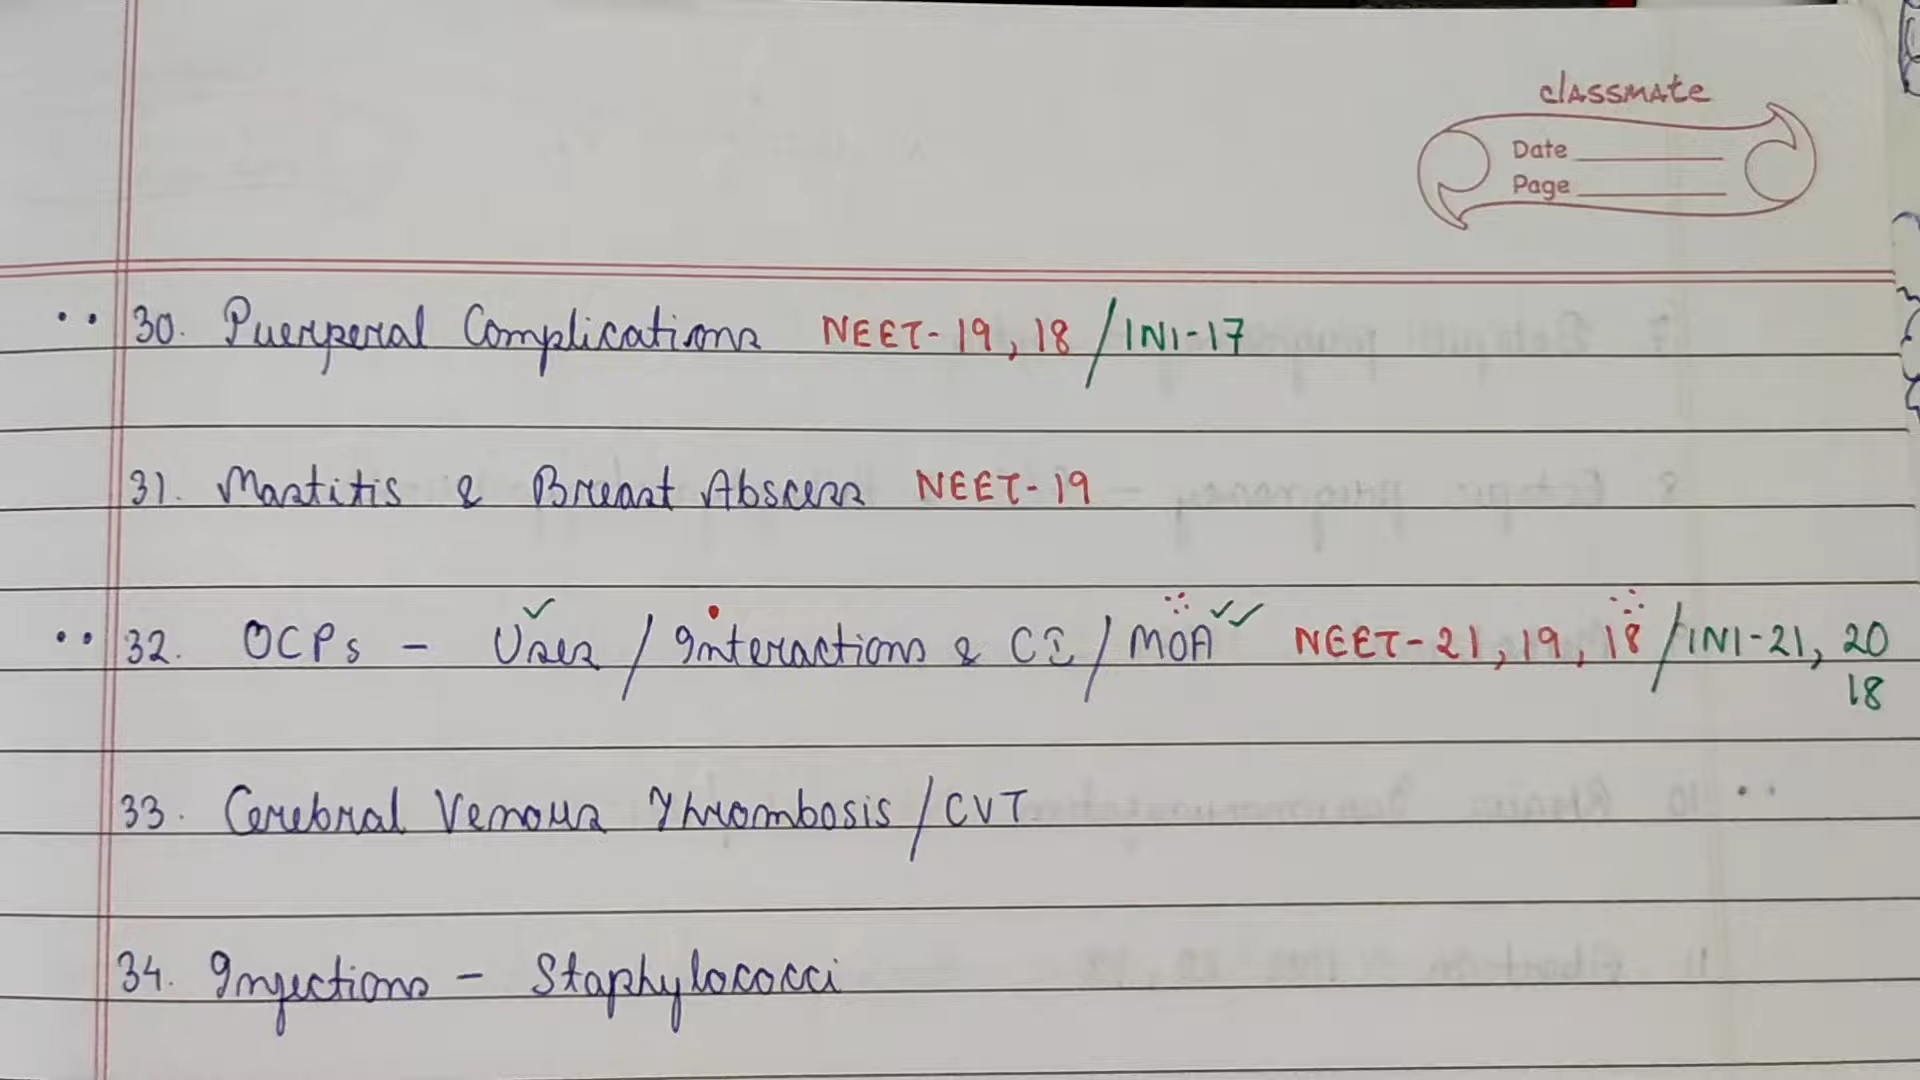 classmate
Date
Page
30. Puerperal Complications NEET-19, 18 / INI-17
31. Mastitis & Breast Abscess NEET-19
32. OCPs - Uses / Interactions & CI / MOA NEET-21, 19, 18 / INI-21, 20
18
33. Cerebral Venous Thrombosis / CVT
34. Injections - Staphylococci